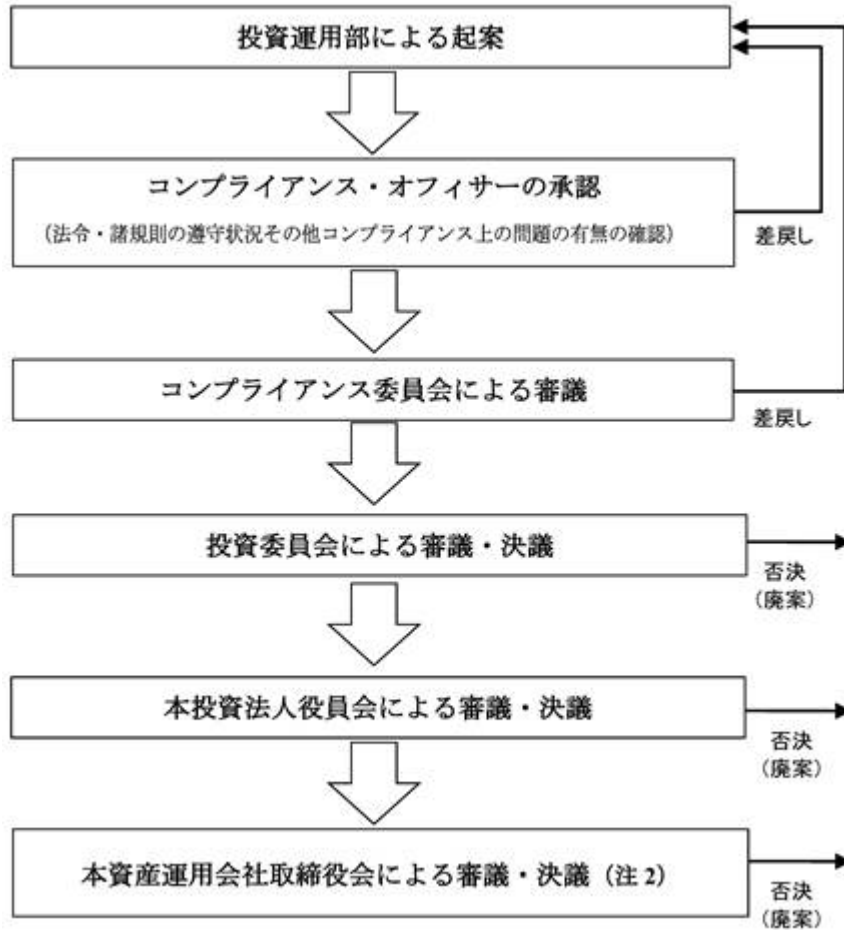 投資運用部による起案
コンプライアンス・オフィサーの承認
(法令・諸規則の遵守状況その他コンプライアンス上の問題の有無の確認)
差戻し
コンプライアンス委員会による審議
差戻し
投資委員会による審議・決議
否決
(廃案)
本投資法人役員会による審議・決議
否決
(廃案)
本資産運用会社取締役会による審議・決議(注2)
否決
(廃案)